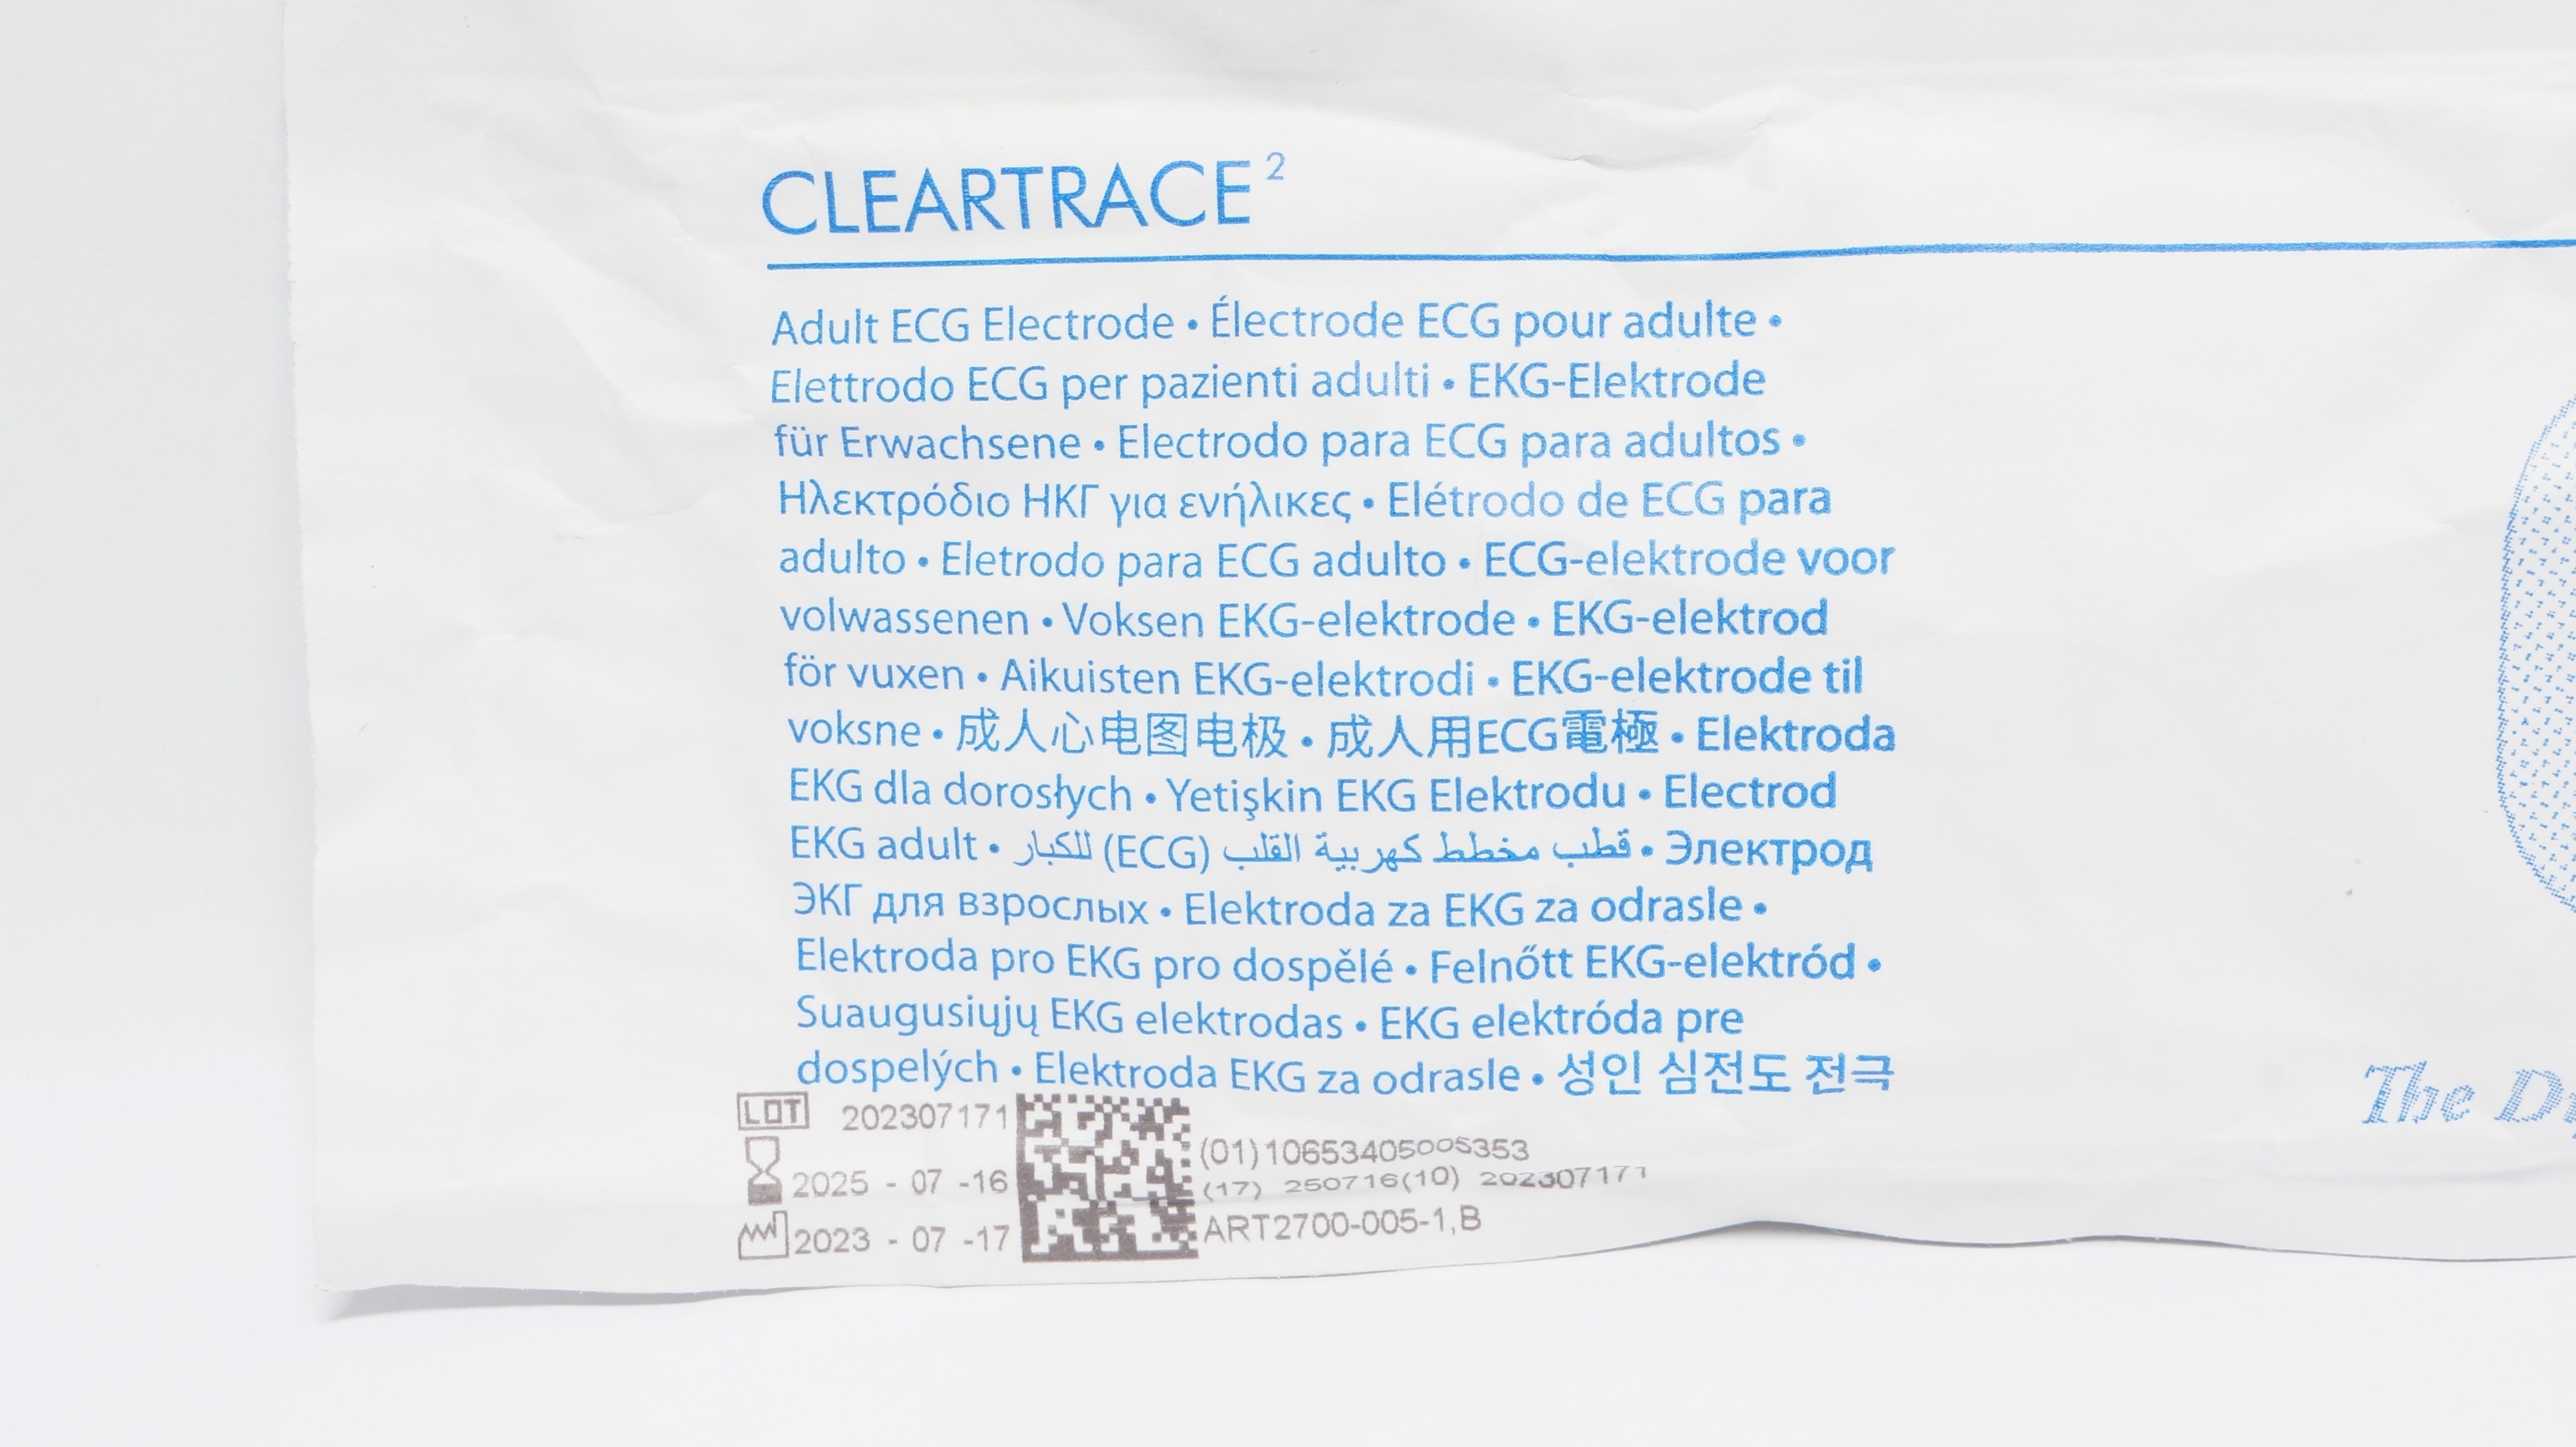 CLEARTRACE²
Adult ECG Electrode • Électrode ECG pour adulte •
Elettrodo ECG per pazienti adulti • EKG-Elektrode
für Erwachsene • Electrodo para ECG para adultos •
Ηλεκτρόδιο ΗΚΓ για ενήλικες • Elétrodo de ECG para
adulto • Eletrodo para ECG adulto • ECG-elektrode voor
volwassenen • Voksen EKG-elektrode • EKG-elektrod
för vuxen • Aikuisten EKG-elektrodi • EKG-elektrode til
voksne • 成人心电图电极 • 成人用ECG電極 • Elektroda
EKG dla dorosłych • Yetişkin EKG Elektrodu • Electrod
EKG adult • قطب مخطط كهربية القلب (ECG) للكبار • Электрод
ЭКГ для взрослых • Elektroda za EKG za odrasle •
Elektroda pro EKG pro dospělé • Felnőtt EKG-elektród •
Suaugusiųjų EKG elektrodas • EKG elektróda pre
dospelých • Elektroda EKG za odrasle • 성인 심전도 전극
LOT 202307171
2025 - 07 -16
2023 - 07 -17
(01)10653405005353
(17) 250716(10) 202307171
ART2700-005-1,B
The